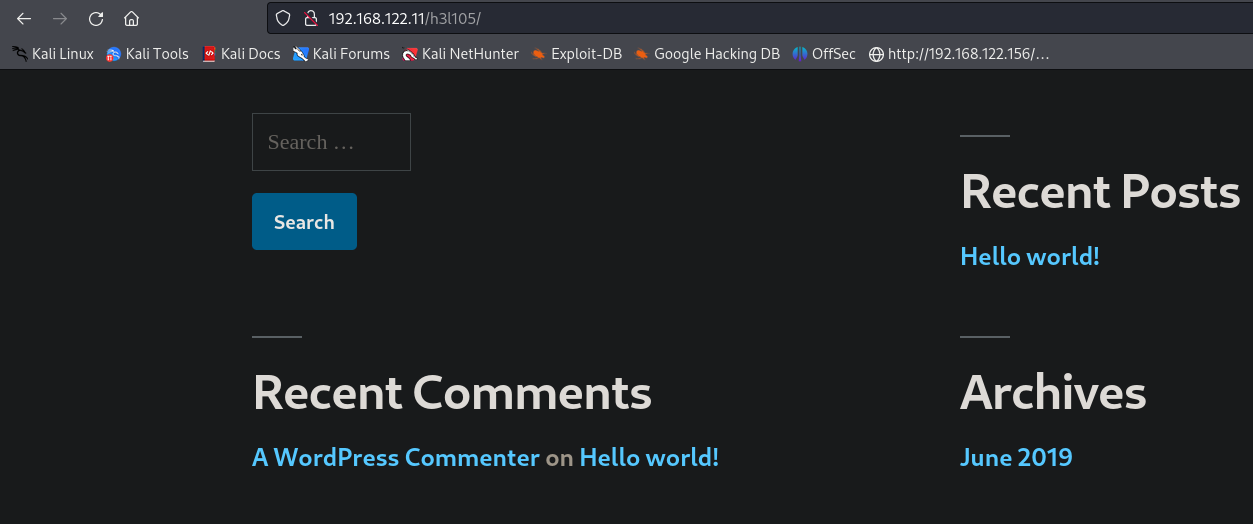 192.168.122.11/h3l105/
Kali Linux Kali Tools Kali Docs Kali Forums Kali NetHunter Exploit-DB Google Hacking DB OffSec http://192.168.122.156/...
Search …
Search
Recent Posts
Hello world!
Recent Comments
A WordPress Commenter on Hello world!
Archives
June 2019